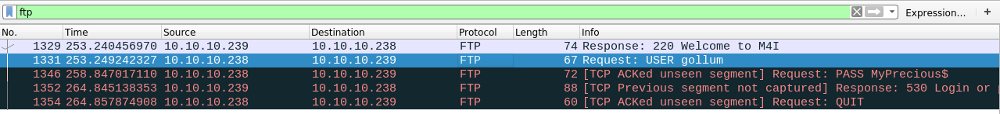 ftp
Expression... +
No. Time Source Destination Protocol Length Info
1329 253.240456970 10.10.10.239 10.10.10.238 FTP 74 Response: 220 Welcome to M4I
1331 253.249242327 10.10.10.238 10.10.10.239 FTP 67 Request: USER gollum
1346 258.847017110 10.10.10.238 10.10.10.239 FTP 72 [TCP ACKed unseen segment] Request: PASS MyPrecious$
1352 264.845138353 10.10.10.239 10.10.10.238 FTP 88 [TCP Previous segment not captured] Response: 530 Login or
1354 264.857874908 10.10.10.238 10.10.10.239 FTP 60 [TCP ACKed unseen segment] Request: QUIT